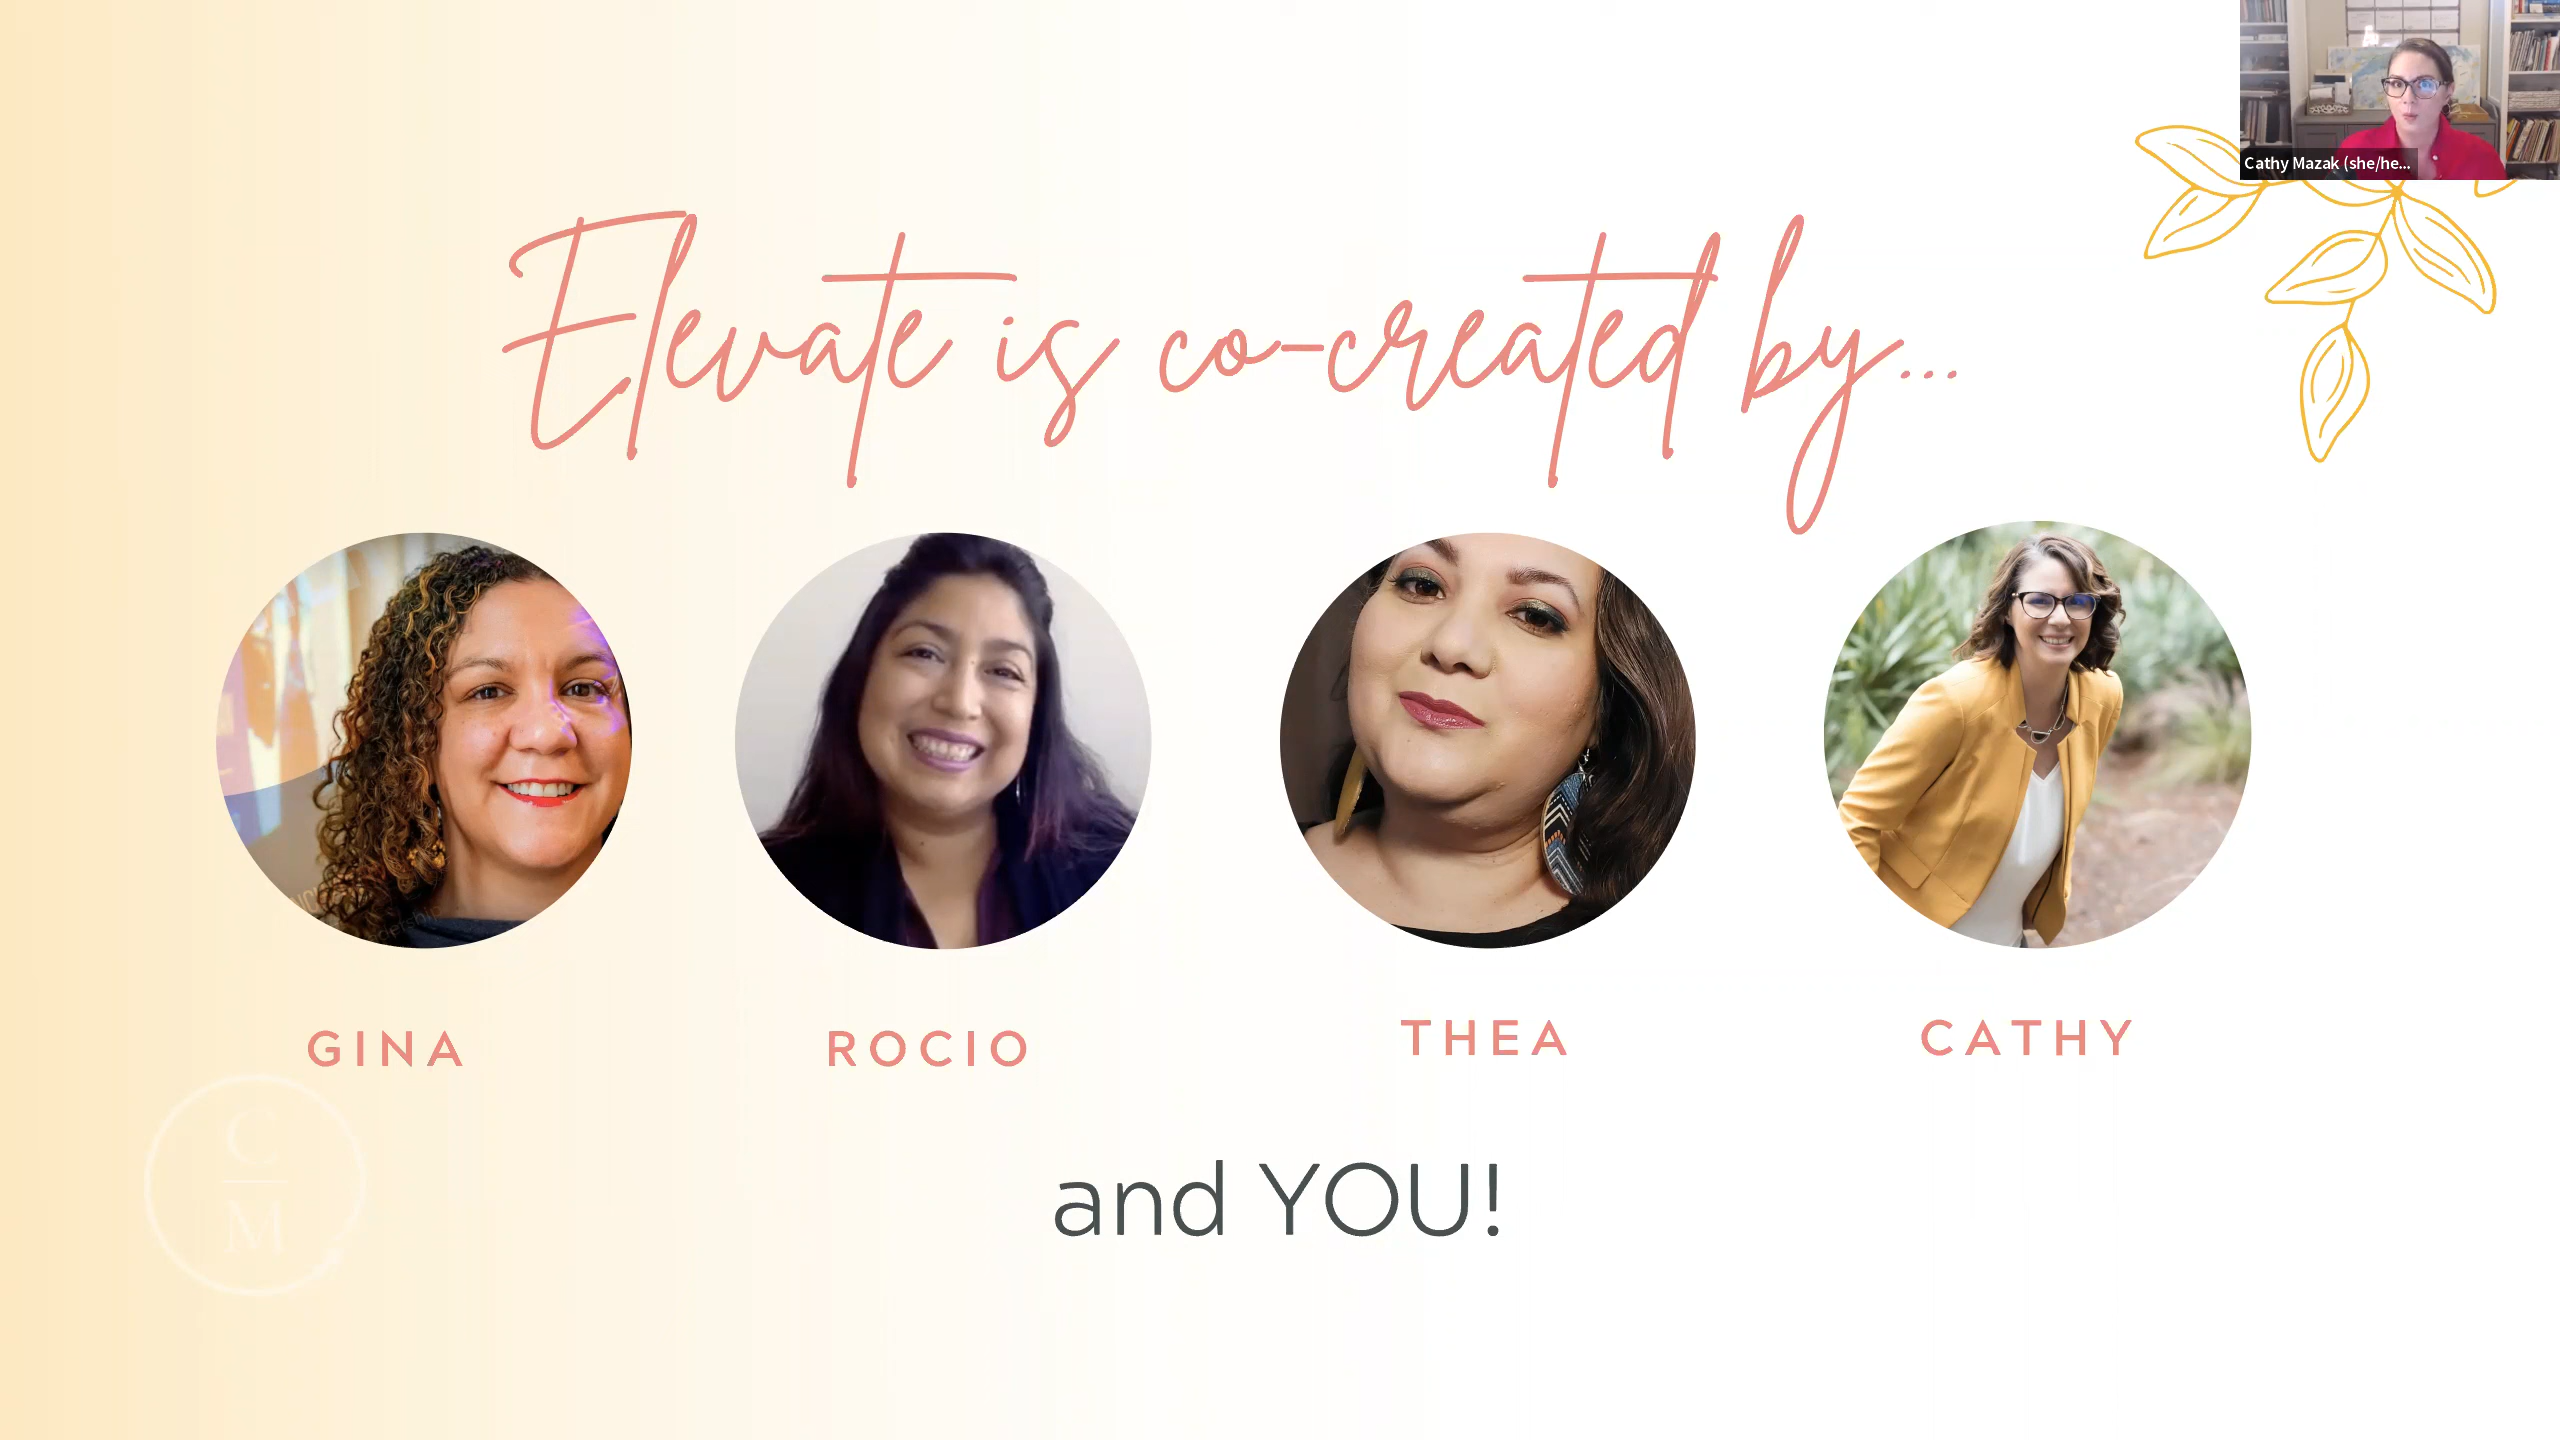 Cathy Mazak (she/he...
Elevate is co-created by...
GINA
ROCIO
THEA
CATHY
and YOU!
C
M